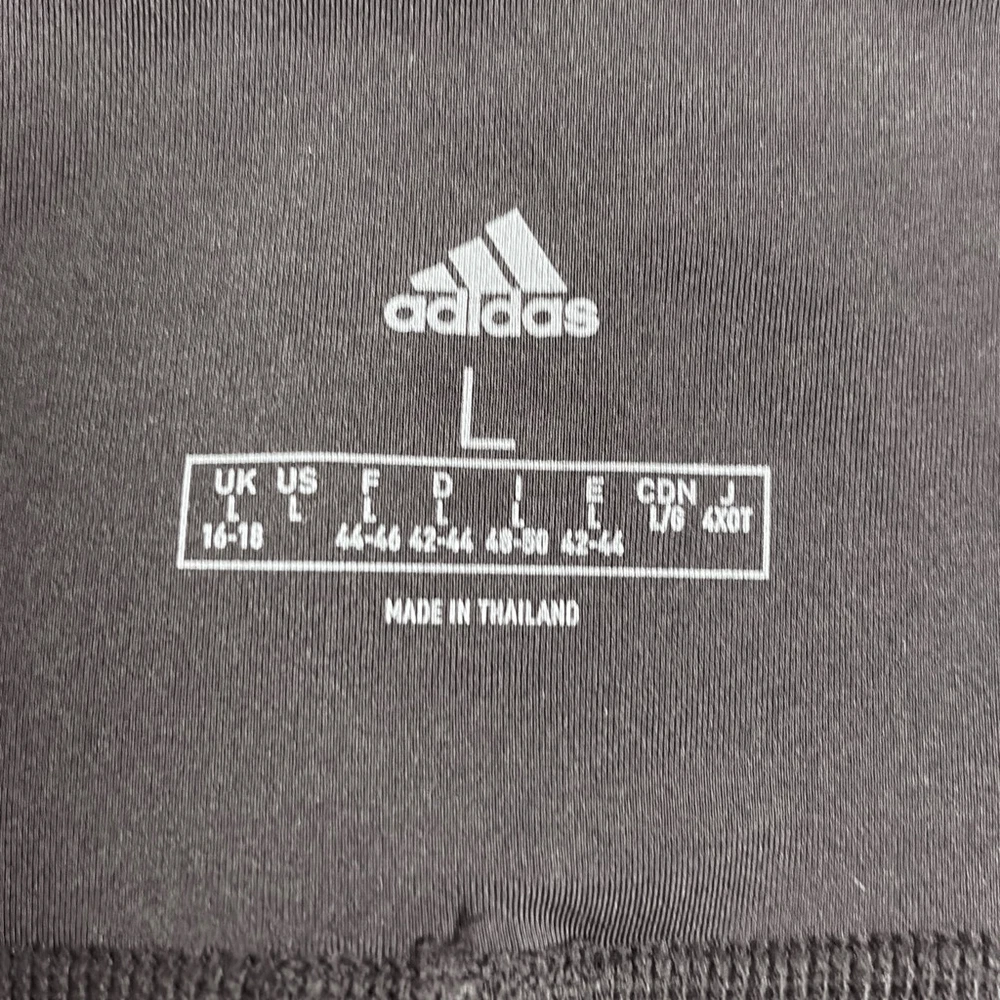 adidas
L
UK US F D I E CDN J
L L L L L L L/G 4XOT
16-18 44-46 42-44 48-50 42-44
MADE IN THAILAND